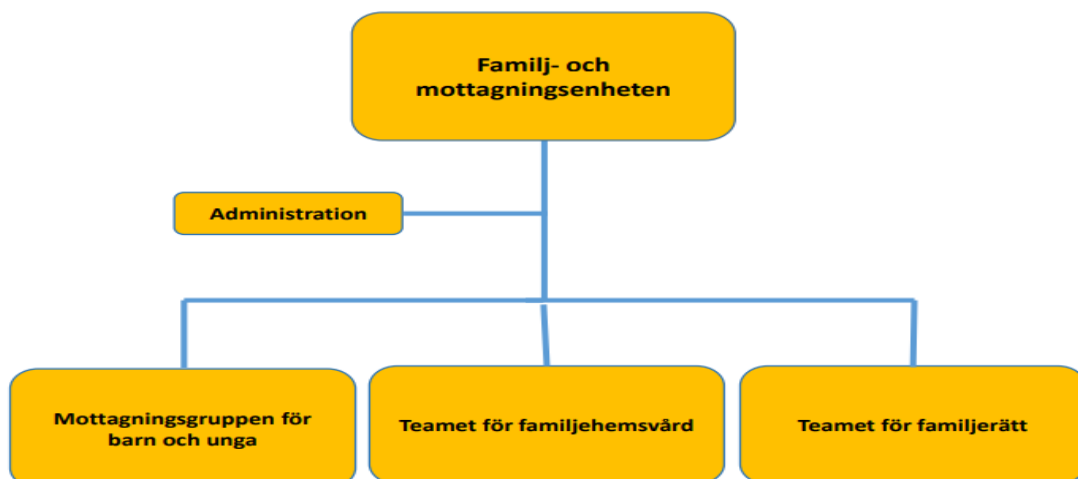 Familj- och
mottagningsenheten
Administration
Mottagningsgruppen för
barn och unga
Teamet för familjehemsvård
Teamet för familjerätt